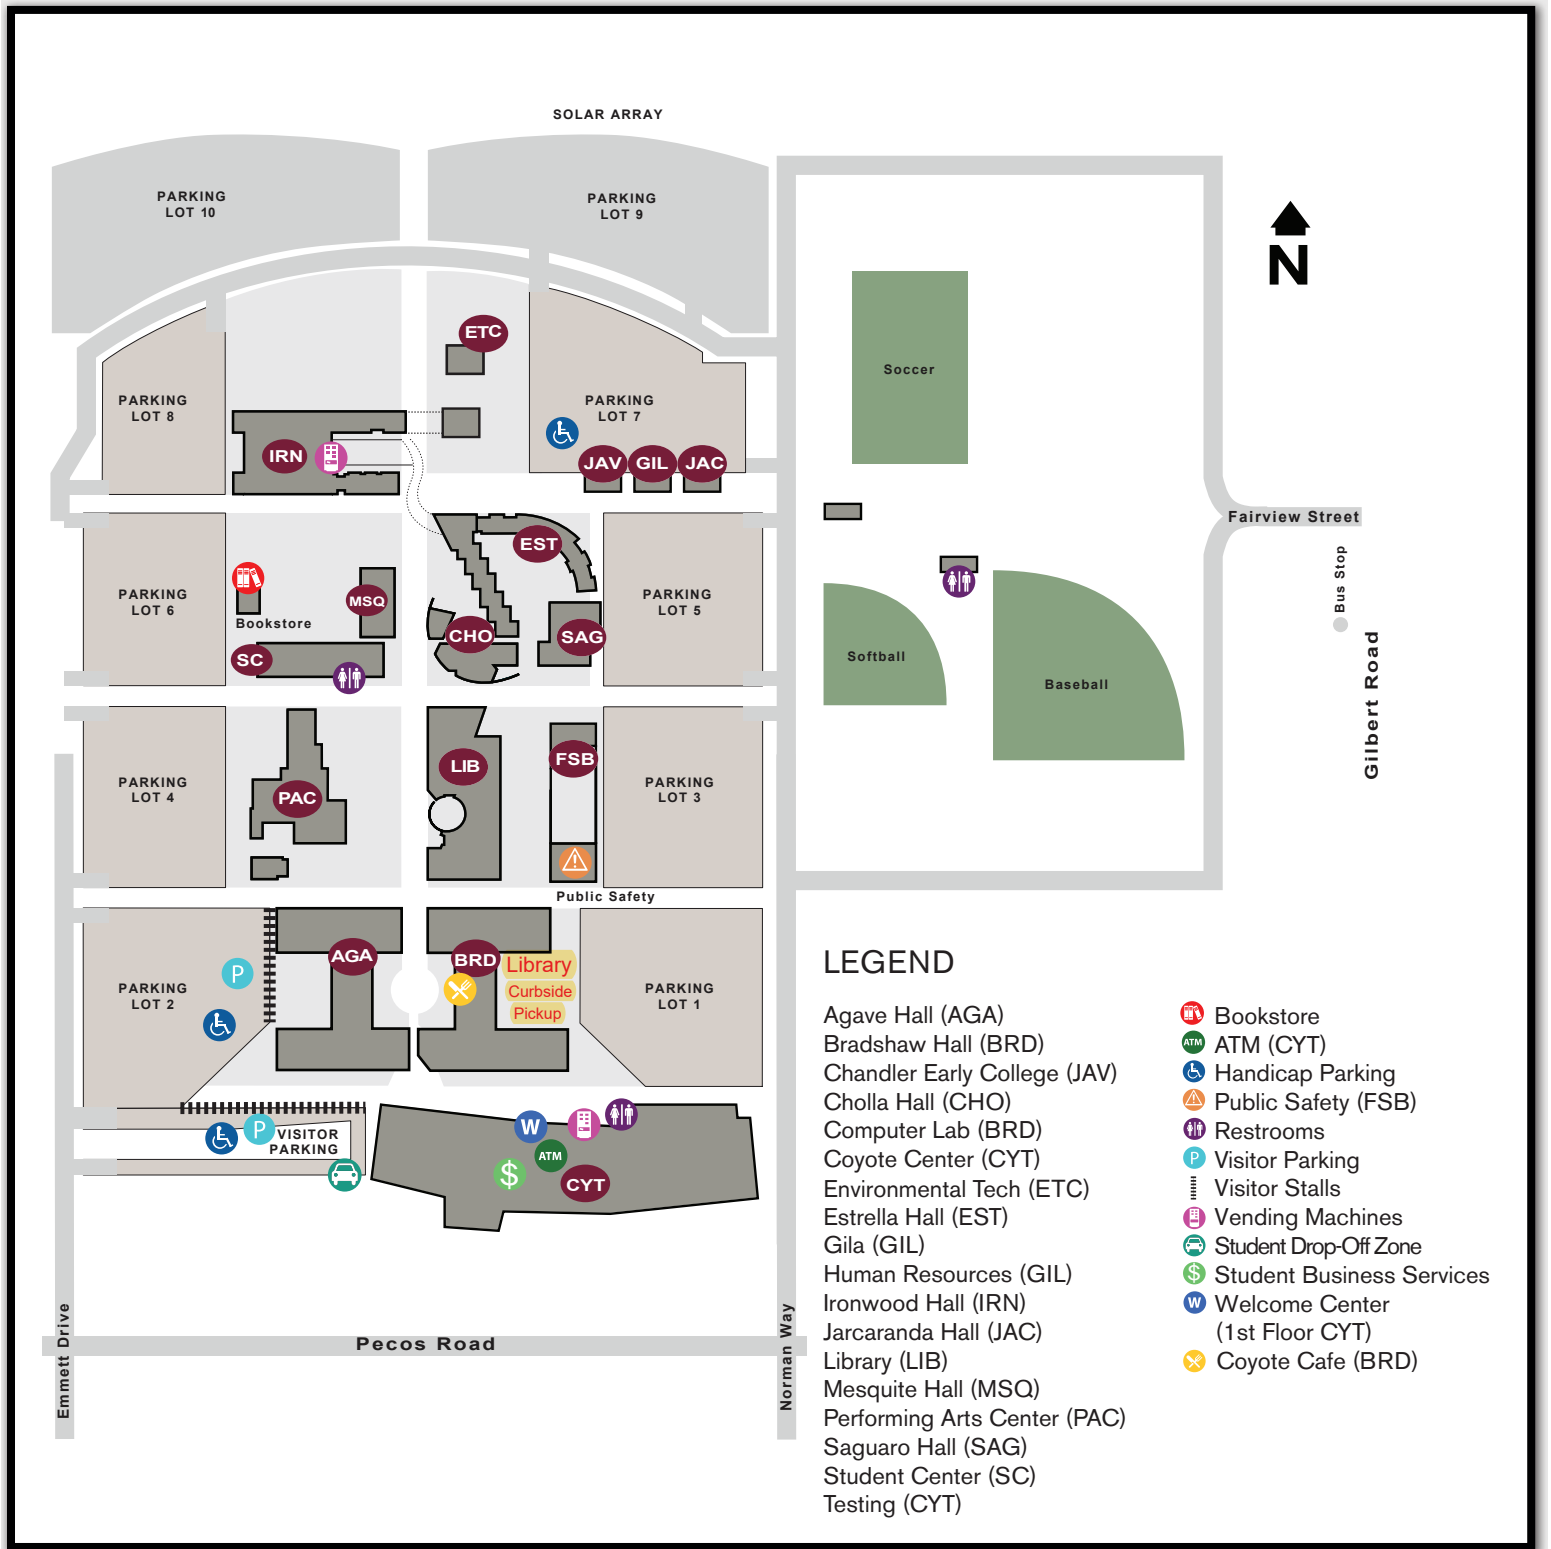 SOLAR ARRAY
PARKING
LOT 10
PARKING
LOT 9
N
ETC
Soccer
PARKING
LOT 8
PARKING
LOT 7
IRN
JAV
GIL
JAC
Fairview Street
EST
Bus Stop
PARKING
LOT 6
MSQ
PARKING
LOT 5
Bookstore
CHO
SAG
SC
Softball
Baseball
Gilbert Road
LIB
FSB
PARKING
LOT 4
PAC
PARKING
LOT 3
Public Safety
AGA
BRD
Library
Curbside
Pickup
P
PARKING
LOT 2
PARKING
LOT 1
P
VISITOR
PARKING
W
ATM
$
CYT
Emmett Drive
Pecos Road
Norman Way
LEGEND
Agave Hall (AGA)
Bradshaw Hall (BRD)
Chandler Early College (JAV)
Cholla Hall (CHO)
Computer Lab (BRD)
Coyote Center (CYT)
Environmental Tech (ETC)
Estrella Hall (EST)
Gila (GIL)
Human Resources (GIL)
Ironwood Hall (IRN)
Jarcaranda Hall (JAC)
Library (LIB)
Mesquite Hall (MSQ)
Performing Arts Center (PAC)
Saguaro Hall (SAG)
Student Center (SC)
Testing (CYT)
Bookstore
ATM ATM (CYT)
Handicap Parking
Public Safety (FSB)
Restrooms
P Visitor Parking
Visitor Stalls
Vending Machines
Student Drop-Off Zone
$ Student Business Services
W Welcome Center
(1st Floor CYT)
Coyote Cafe (BRD)